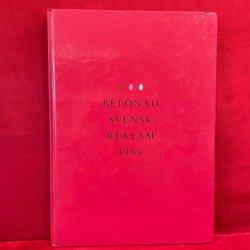 BELÖNAD
SVENSK
REKLAM
1986